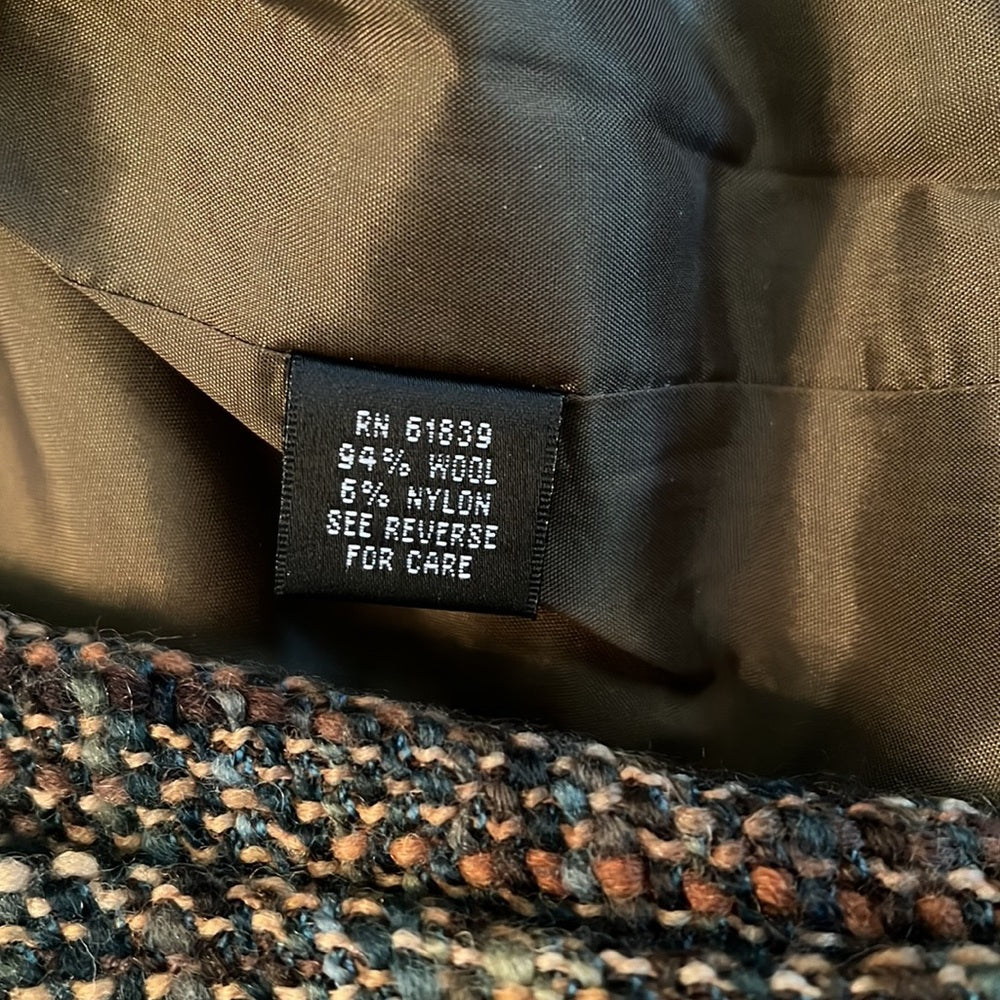 RN 61839
94% WOOL
6% NYLON
SEE REVERSE
FOR CARE